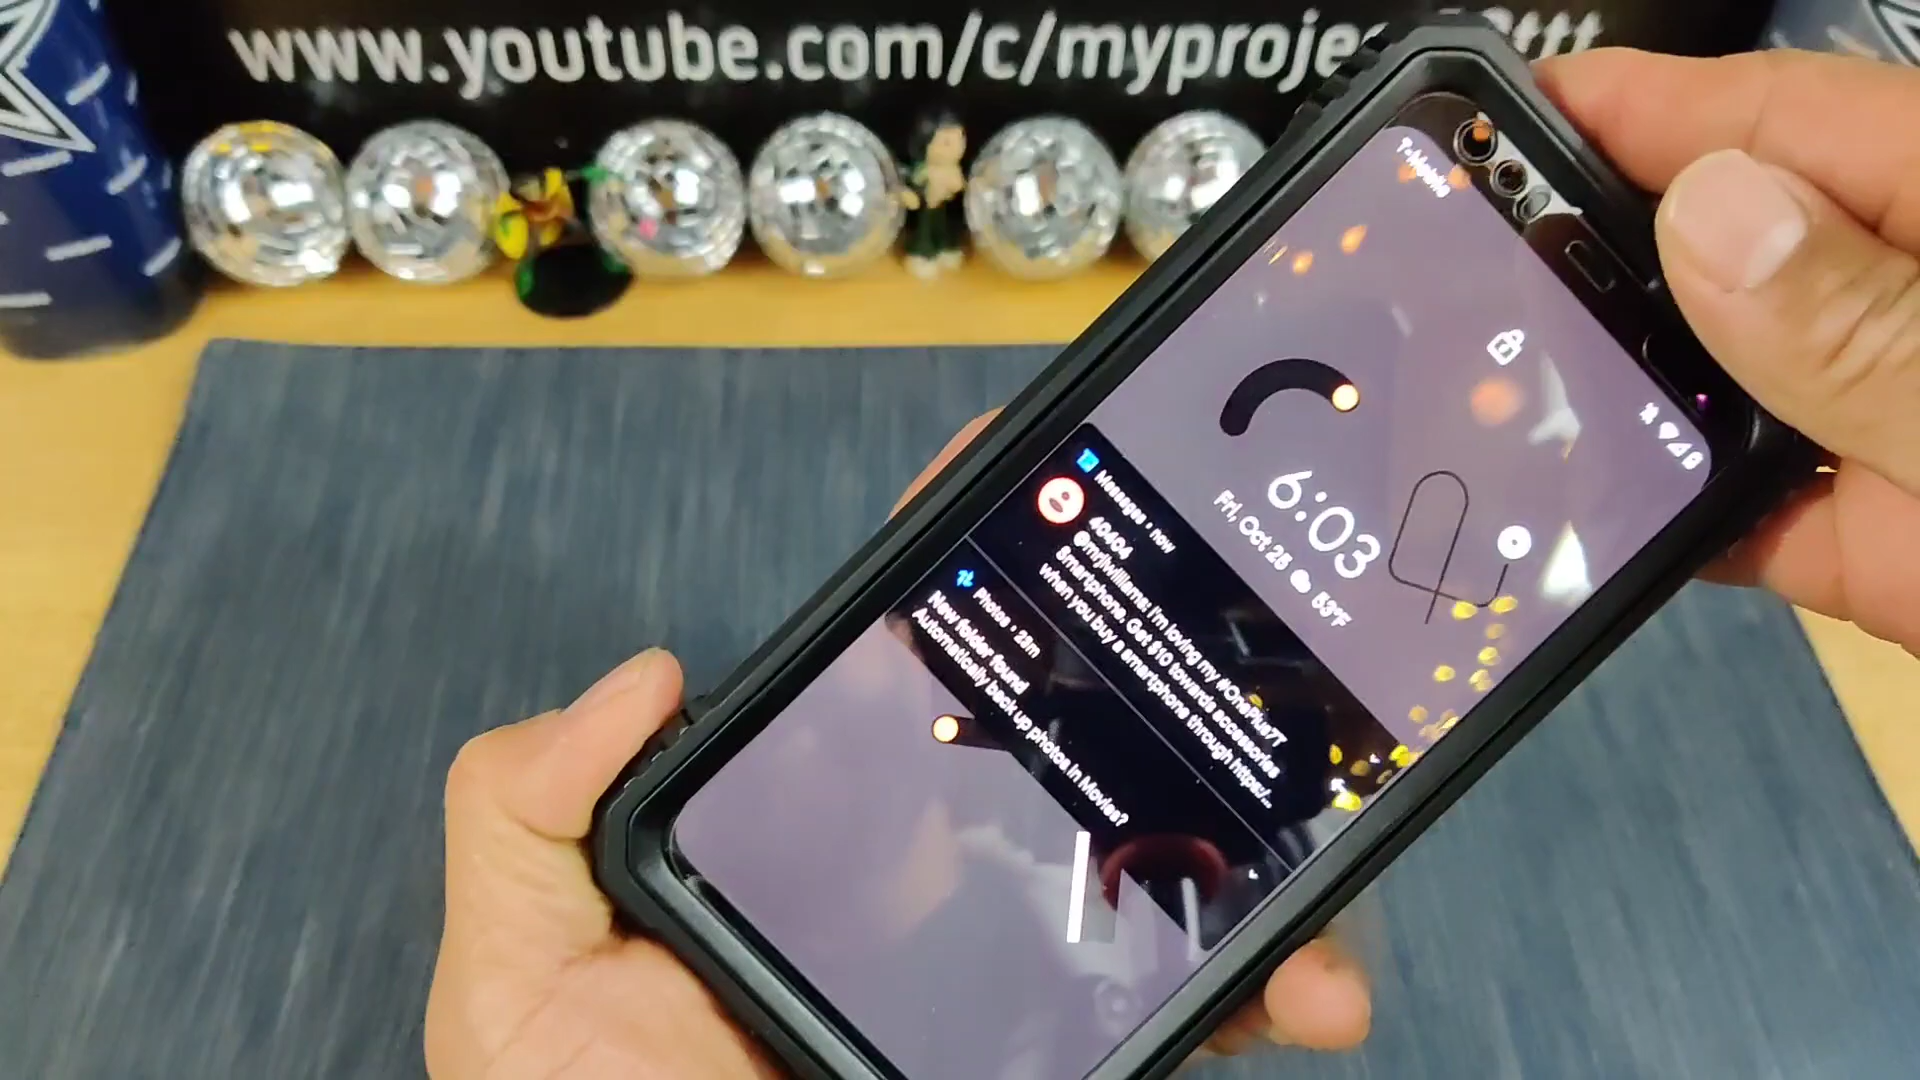 www.youtube.com/c/myprojec
T-Mobile
6:03
Fri, Oct 25 53°F
Messages • now
40404
@mrjwilliams: I'm loving my #OnePlus7T
Smartphone. Get $10 towards accessories
when you buy a smartphone through https:/...
Photos • 23m
New folder found
Automatically back up photos in Movies?